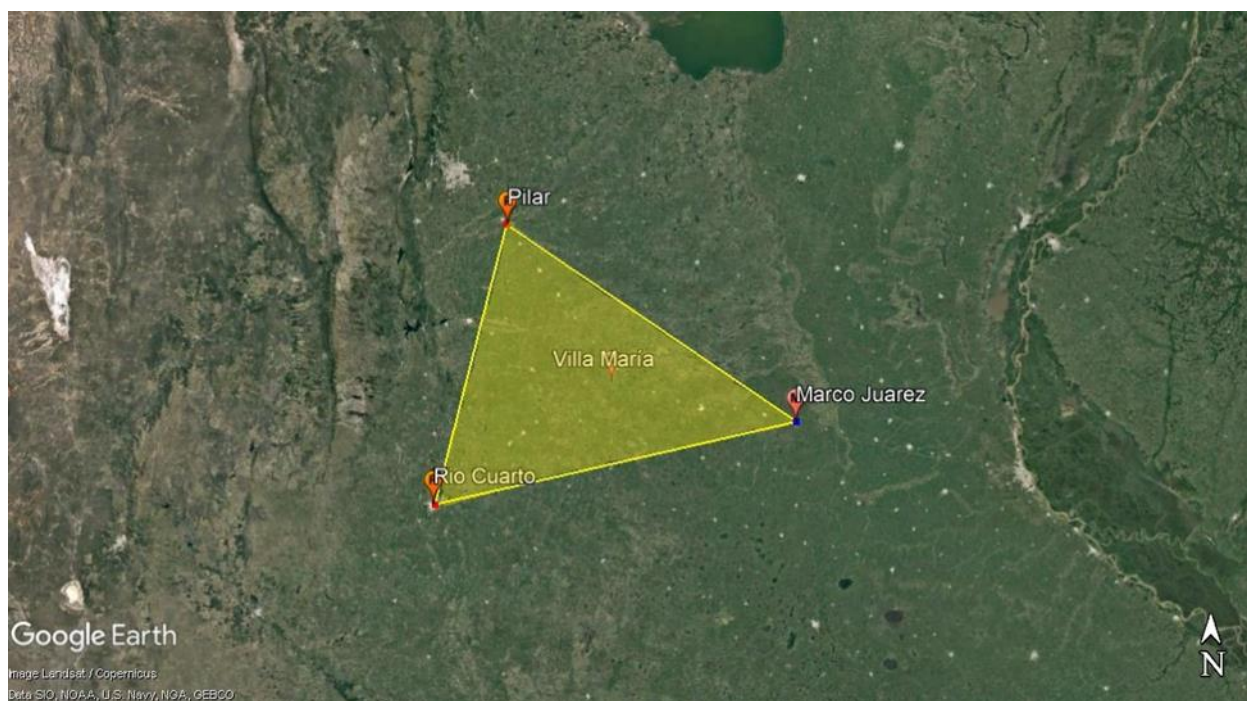 Pilar
Villa Maria
Marco Juarez
Rio Cuarto
Google Earth
Image Landsat / Copernicus
Data SIO, NOAA, U.S. Navy, NGA, GEBCO
N